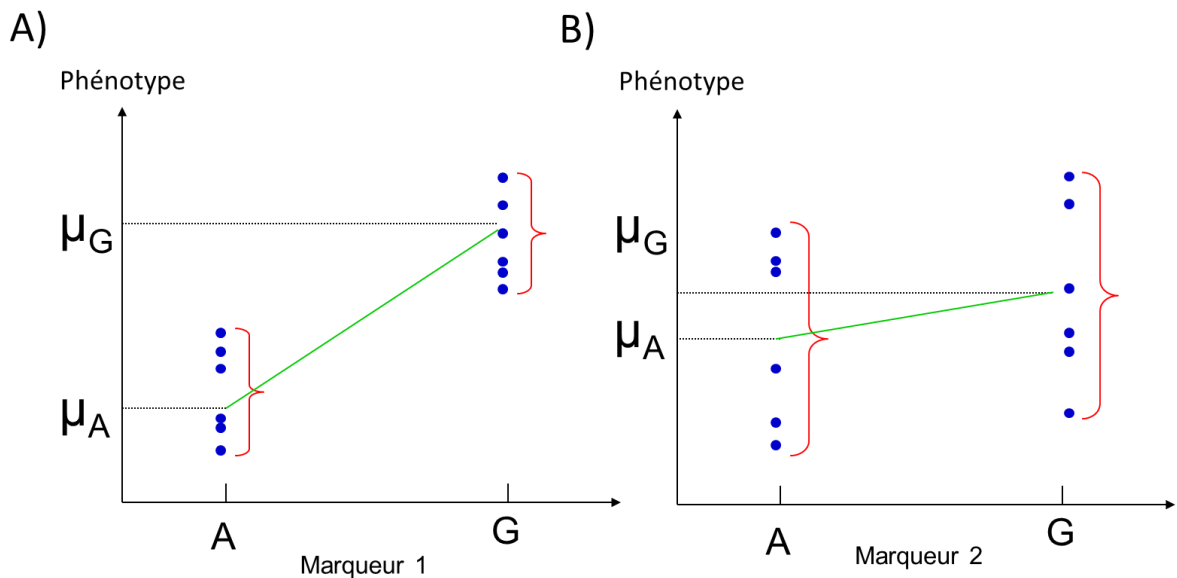 A)
Phénotype
μG
μA
A
G
Marqueur 1
B)
Phénotype
μG
μA
A
G
Marqueur 2